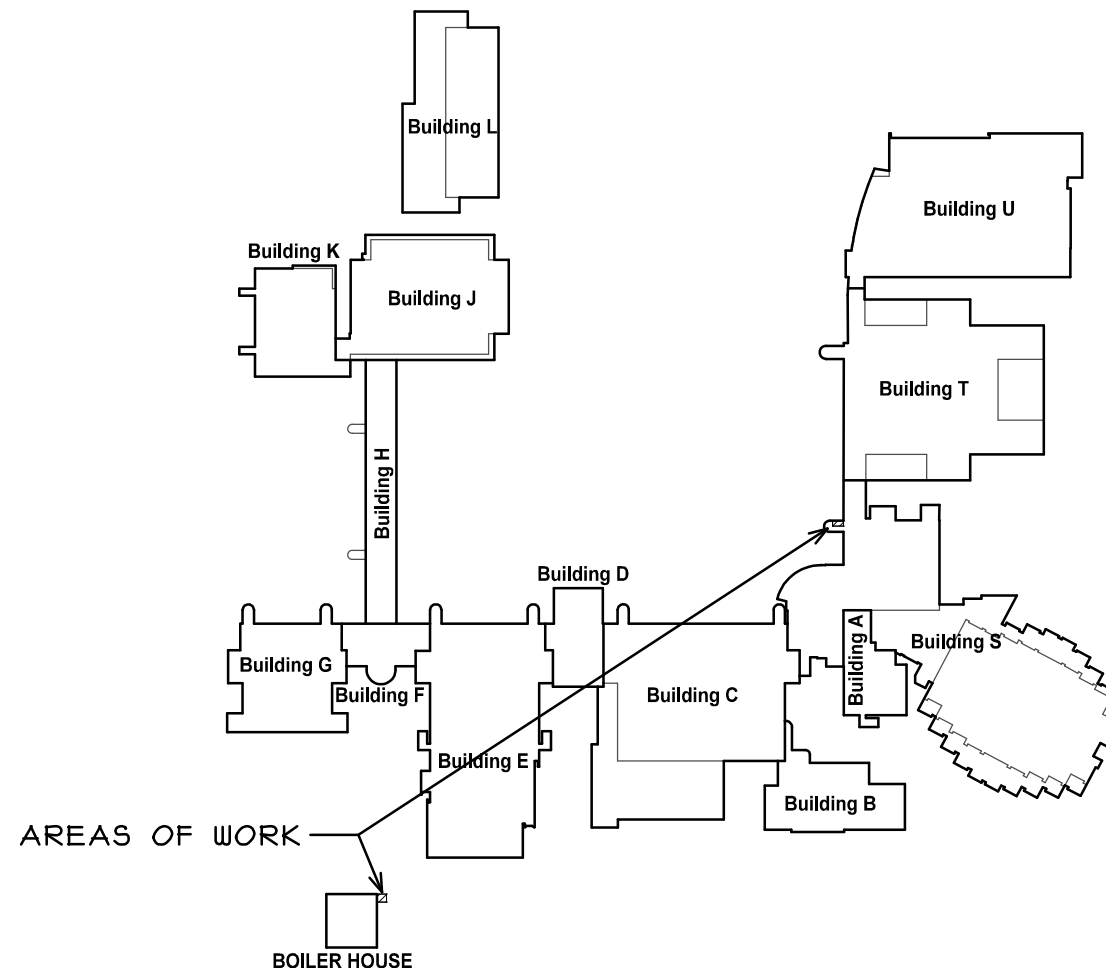 Building L
Building U
Building K
Building J
Building T
Building H
Building D
Building A
Building S
Building G
Building F
Building C
Building E
Building B
AREAS OF WORK
BOILER HOUSE